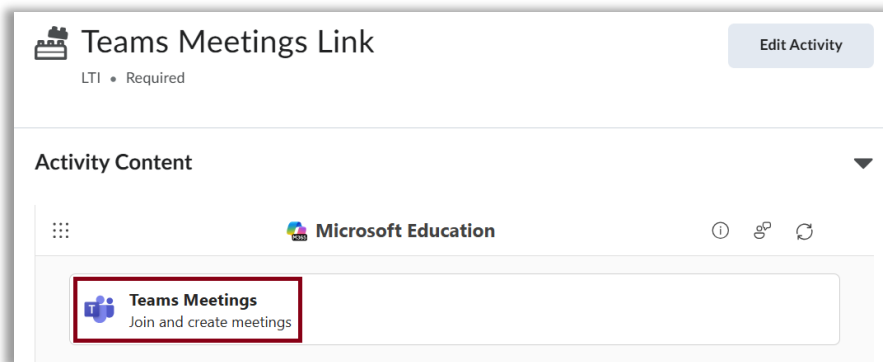 Teams Meetings Link
Edit Activity
LTI • Required
Activity Content
Microsoft Education
Teams Meetings
Join and create meetings